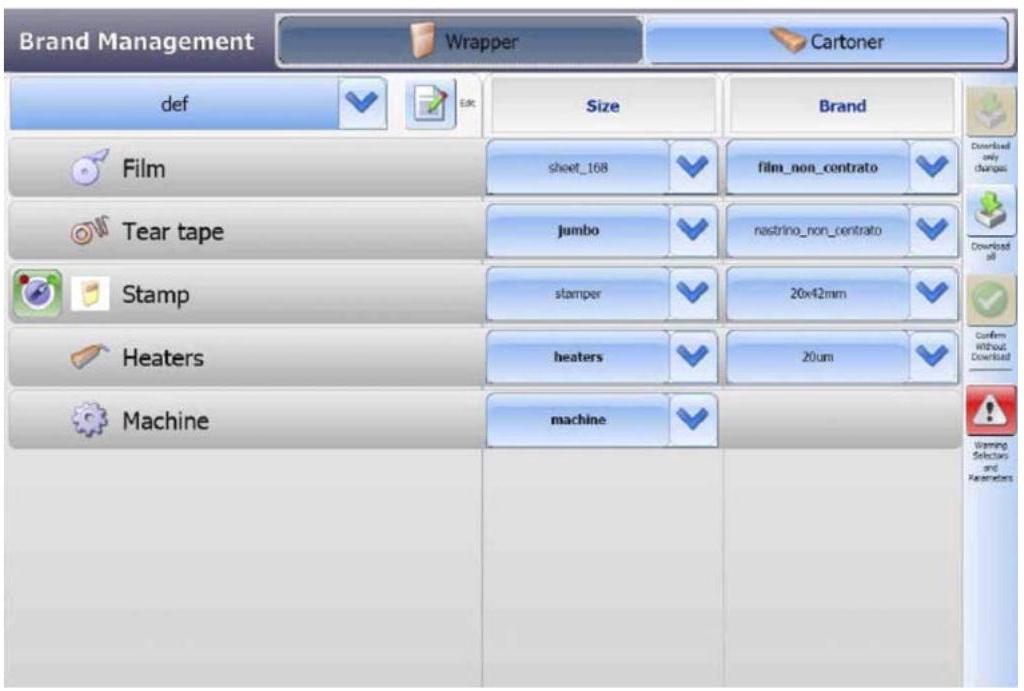 Brand Management
Wrapper
Cartoner
def
Edit
Size
Brand
Film
sheet_168
film_non_centrato
Tear tape
jumbo
nastrino_non_centrato
Stamp
stamper
20x42mm
Heaters
heaters
20um
Machine
machine
Download
only
changes
Download
all
Confirm
Without
Download
Warning
Selectors
and
Parameters